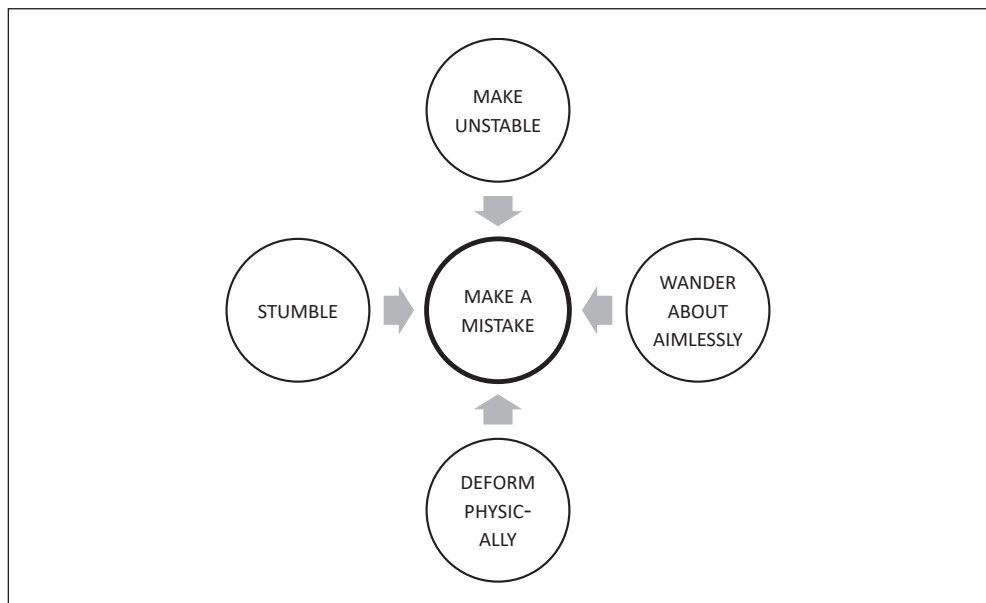 MAKE
UNSTABLE
STUMBLE
MAKE A
MISTAKE
WANDER
ABOUT
AIMLESSLY
DEFORM
PHYSIC-
ALLY